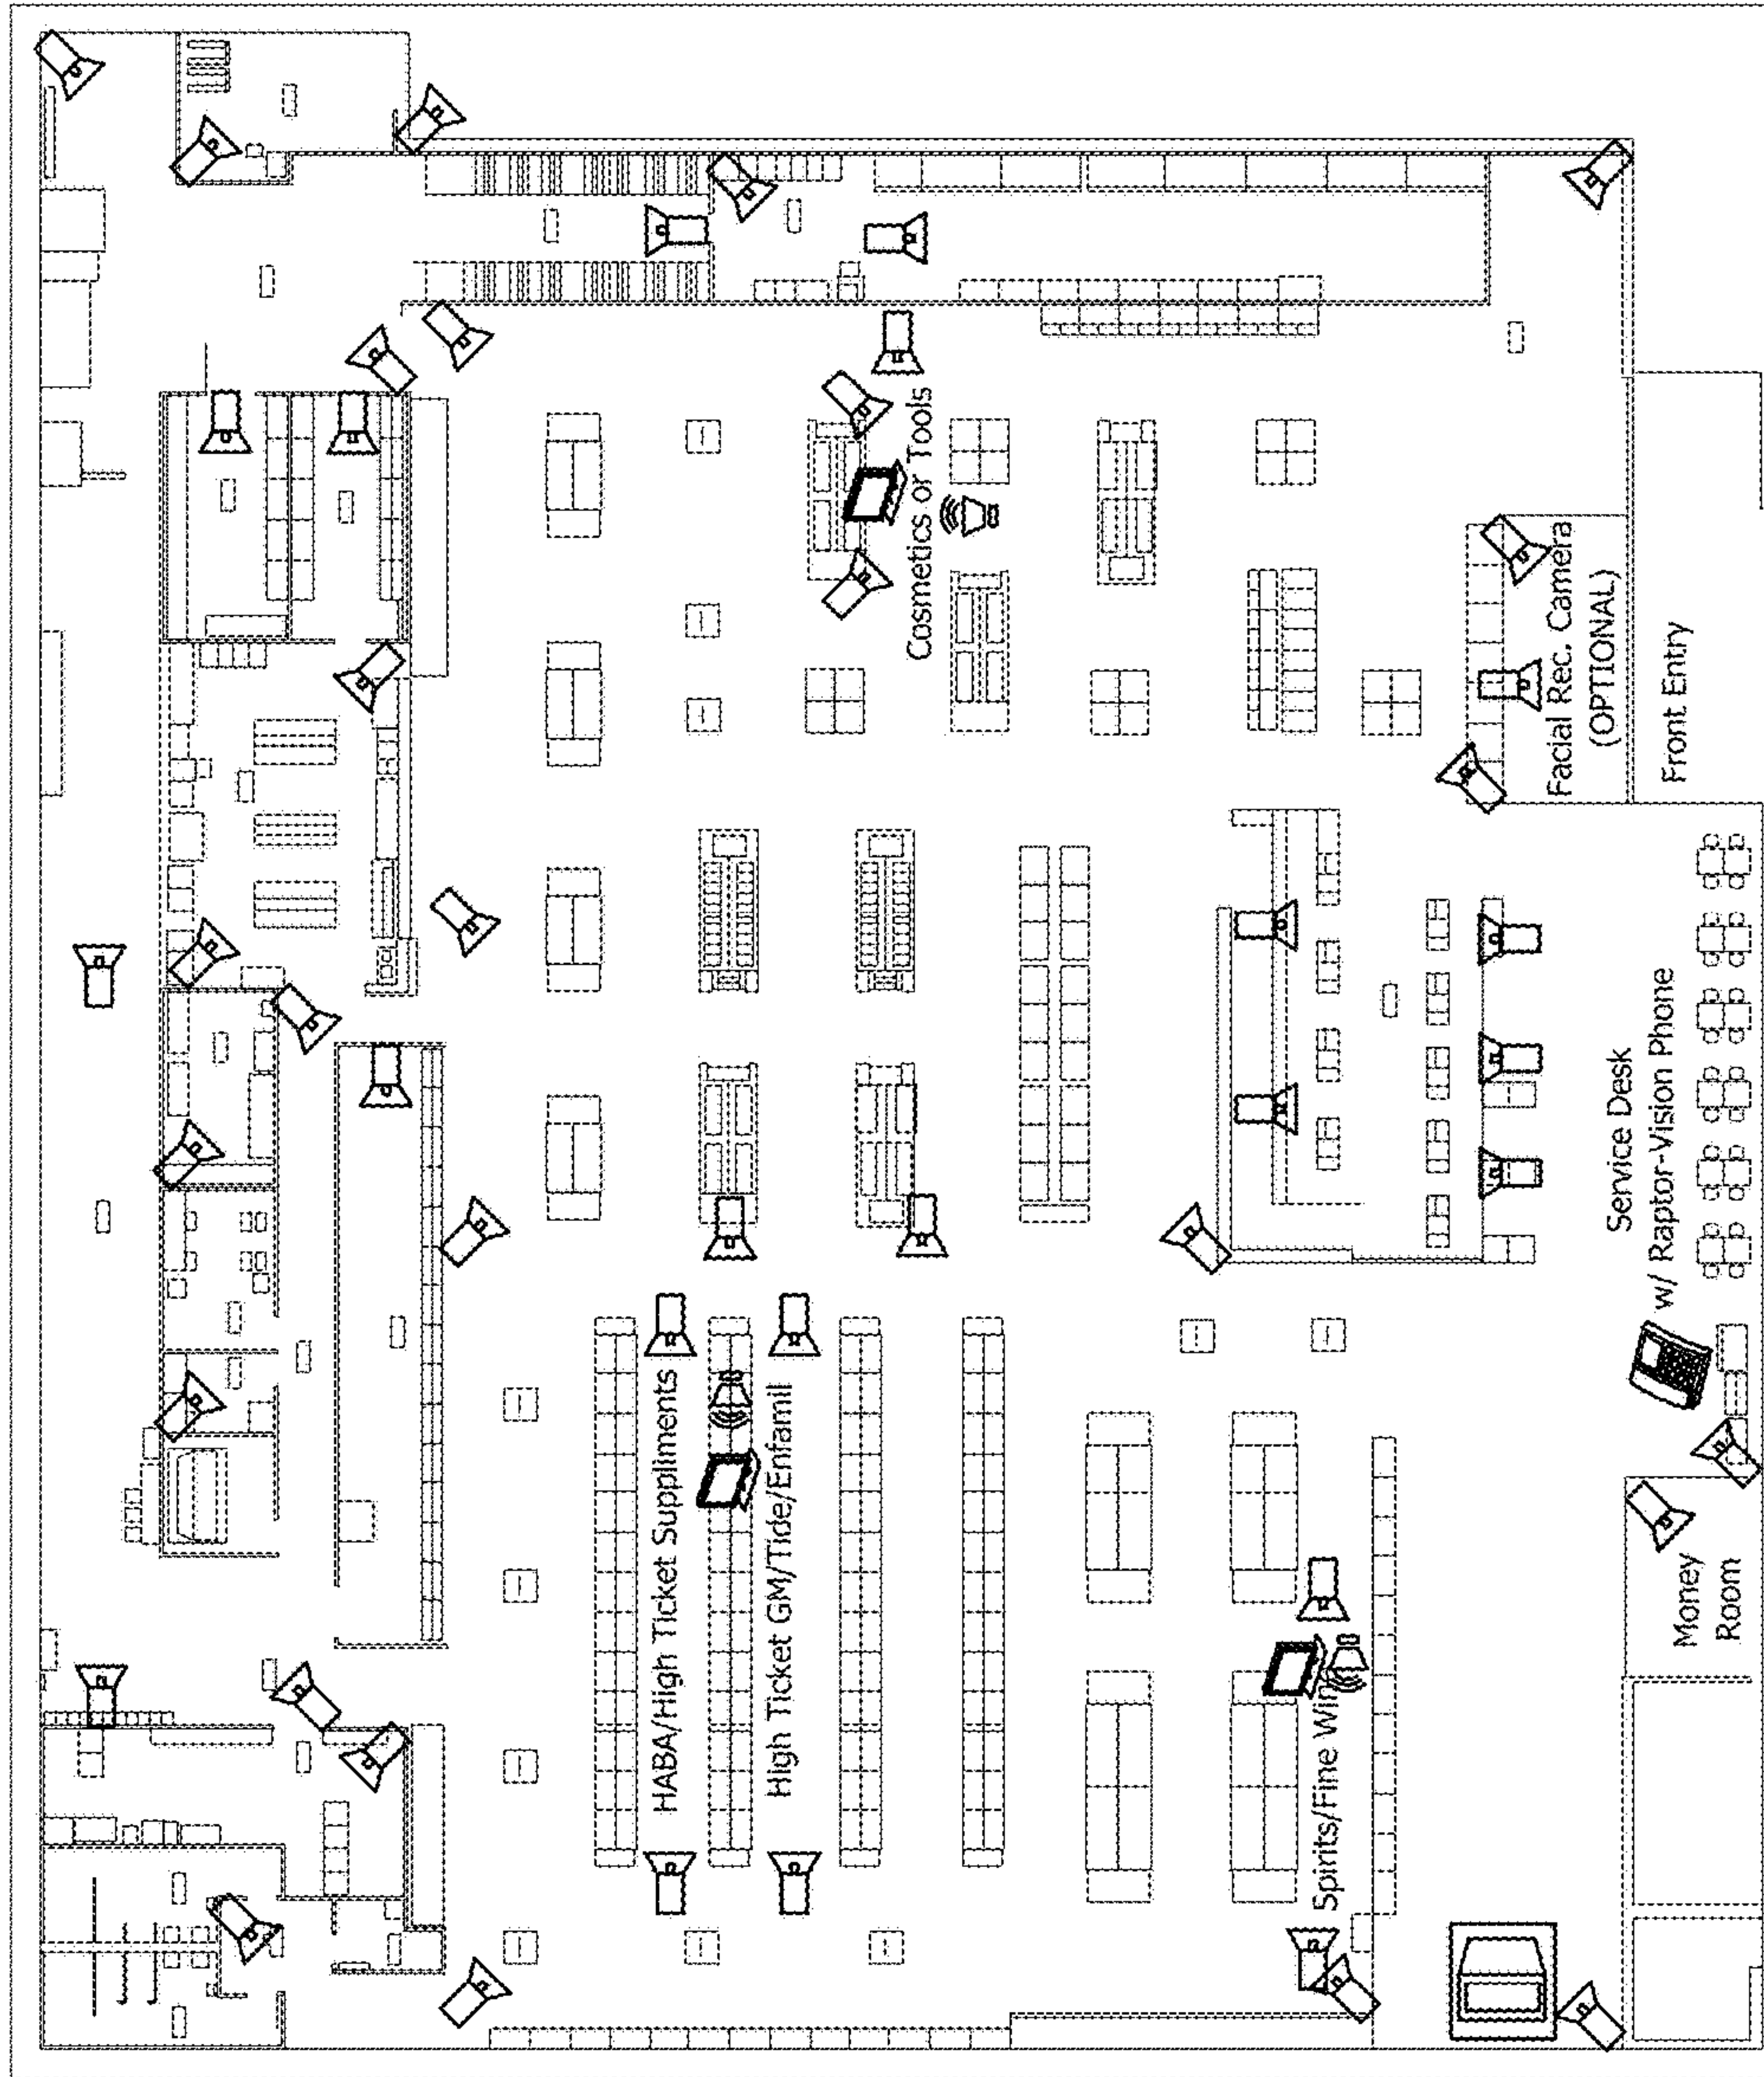 HABA/High Ticket Suppliments
High Ticket GM/Tide/Enfamil
Cosmetics or Tools
Spirits/Fine Wine
Facial Rec. Camera
(OPTIONAL)
Front Entry
Service Desk
w/ Raptor-Vision Phone
Money
Room